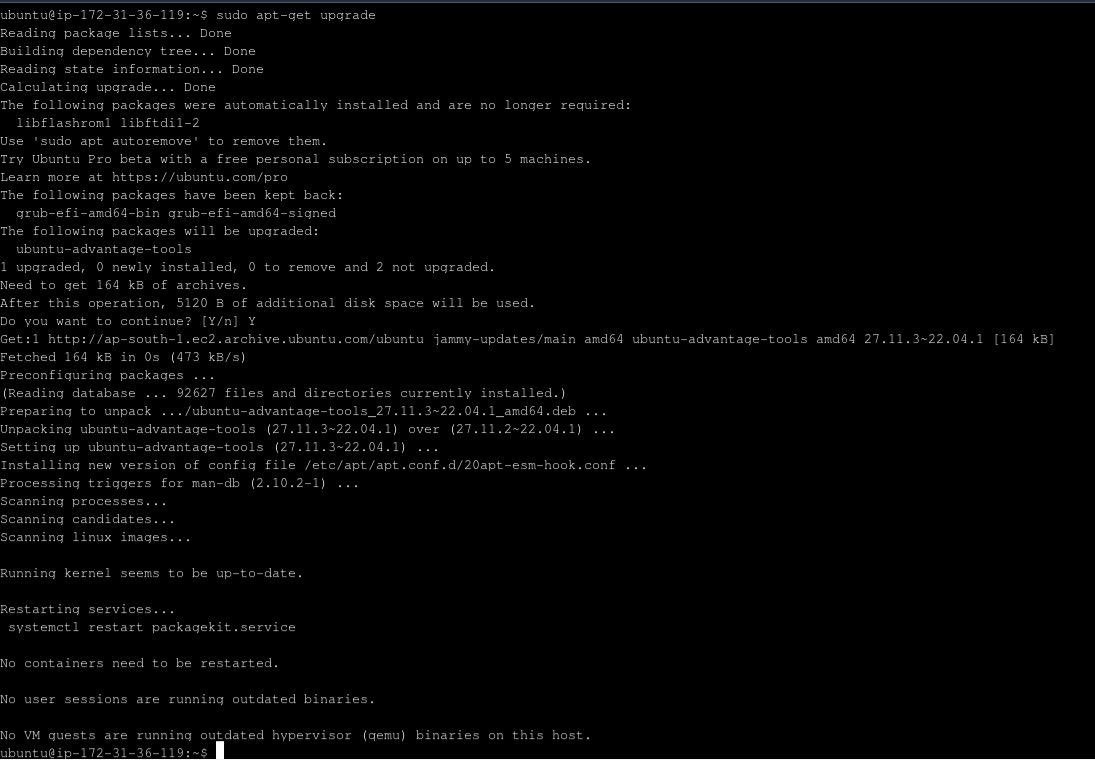 ubuntu@ip-172-31-36-119:~$ sudo apt-get upgrade
Reading package lists... Done
Building dependency tree... Done
Reading state information... Done
Calculating upgrade... Done
The following packages were automatically installed and are no longer required:
  libflashrom1 libftdi1-2
Use 'sudo apt autoremove' to remove them.
Try Ubuntu Pro beta with a free personal subscription on up to 5 machines.
Learn more at https://ubuntu.com/pro
The following packages have been kept back:
  grub-efi-amd64-bin grub-efi-amd64-signed
The following packages will be upgraded:
  ubuntu-advantage-tools
1 upgraded, 0 newly installed, 0 to remove and 2 not upgraded.
Need to get 164 kB of archives.
After this operation, 5120 B of additional disk space will be used.
Do you want to continue? [Y/n] Y
Get:1 http://ap-south-1.ec2.archive.ubuntu.com/ubuntu jammy-updates/main amd64 ubuntu-advantage-tools amd64 27.11.3~22.04.1 [164 kB]
Fetched 164 kB in 0s (473 kB/s)
Preconfiguring packages ...
(Reading database ... 92627 files and directories currently installed.)
Preparing to unpack .../ubuntu-advantage-tools_27.11.3~22.04.1_amd64.deb ...
Unpacking ubuntu-advantage-tools (27.11.3~22.04.1) over (27.11.2~22.04.1) ...
Setting up ubuntu-advantage-tools (27.11.3~22.04.1) ...
Installing new version of config file /etc/apt/apt.conf.d/20apt-esm-hook.conf ...
Processing triggers for man-db (2.10.2-1) ...
Scanning processes...
Scanning candidates...
Scanning linux images...

Running kernel seems to be up-to-date.

Restarting services...
 systemctl restart packagekit.service

No containers need to be restarted.

No user sessions are running outdated binaries.

No VM guests are running outdated hypervisor (qemu) binaries on this host.
ubuntu@ip-172-31-36-119:~$